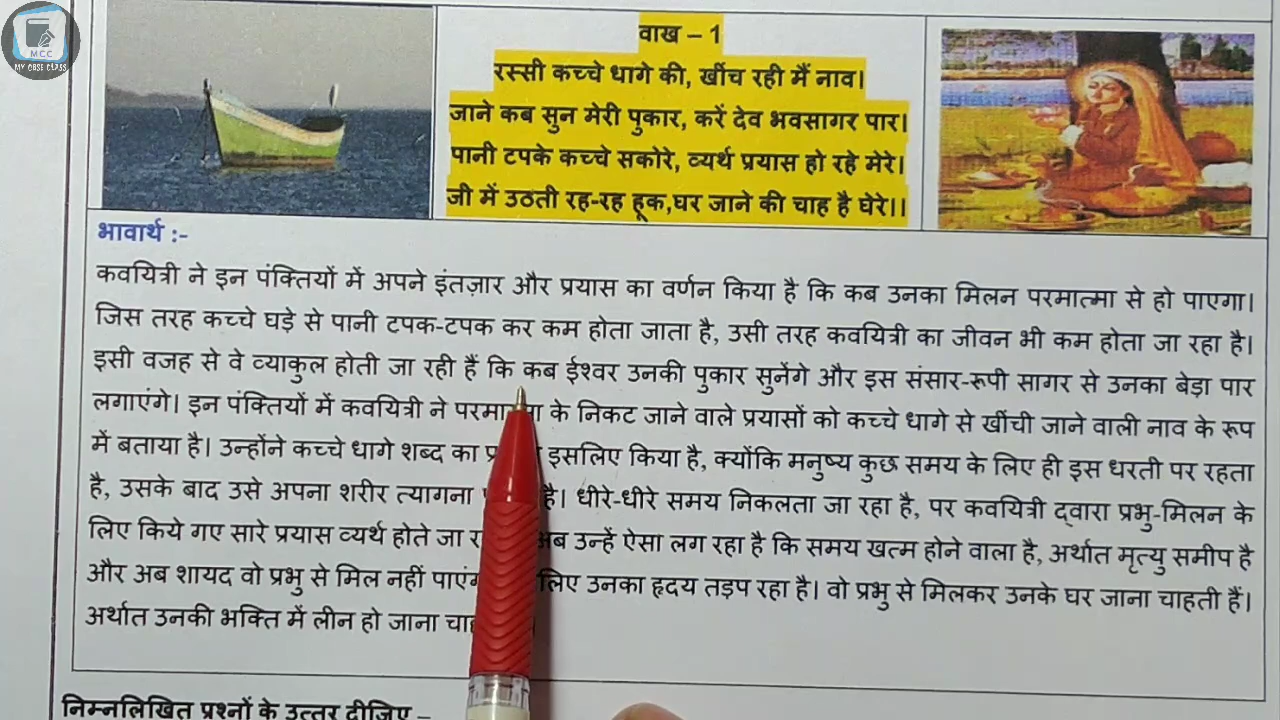 MCC
MY CBSE CLASS
वाख – 1
रस्सी कच्चे धागे की, खींच रही मैं नाव।
जाने कब सुन मेरी पुकार, करें देव भवसागर पार।
पानी टपके कच्चे सकोरे, व्यर्थ प्रयास हो रहे मेरे।
जी में उठती रह-रह हूक,घर जाने की चाह है घेरे।।
भावार्थ :-
कवयित्री ने इन पंक्तियों में अपने इंतज़ार और प्रयास का वर्णन किया है कि कब उनका मिलन परमात्मा से हो पाएगा।
जिस तरह कच्चे घड़े से पानी टपक-टपक कर कम होता जाता है, उसी तरह कवयित्री का जीवन भी कम होता जा रहा है।
इसी वजह से वे व्याकुल होती जा रही हैं कि कब ईश्वर उनकी पुकार सुनेंगे और इस संसार-रूपी सागर से उनका बेड़ा पार
लगाएंगे। इन पंक्तियों में कवयित्री ने के निकट जाने वाले प्रयासों को कच्चे धागे से खींची जाने वाली नाव के रूप
में बताया है। उन्होंने कच्चे धागे शब्द का इसलिए किया है, क्योंकि मनुष्य कुछ समय के लिए ही इस धरती पर रहता
है, उसके बाद उसे अपना शरीर त्यागना है। धीरे-धीरे समय निकलता जा रहा है, पर कवयित्री द्वारा प्रभु-मिलन के
लिए किये गए सारे प्रयास व्यर्थ होते जा अब उन्हें ऐसा लग रहा है कि समय खत्म होने वाला है, अर्थात मृत्यु समीप है
और अब शायद वो प्रभु से मिल नहीं उनका हृदय तड़प रहा है। वो प्रभु से मिलकर उनके घर जाना चाहती हैं।
अर्थात उनकी भक्ति में लीन हो जाना
निम्नलिखित प्रश्नों के उत्तर दीजिए –